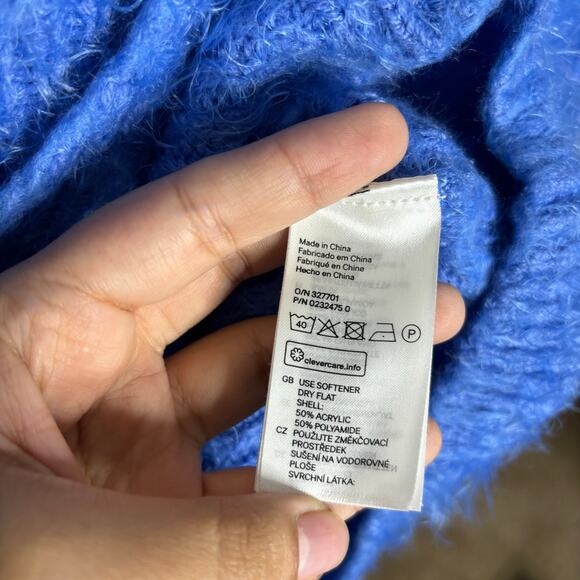 Made in China
Fabricado em China
Fabriqué en Chine
Hecho en China
O/N 327701
P/N 0232475 0
40 P
clevercare.info
GB USE SOFTENER
DRY FLAT
SHELL:
50% ACRYLIC
50% POLYAMIDE
CZ POUŽIJTE ZMĚKČOVACÍ
PROSTŘEDEK
SUŠENÍ NA VODOROVNÉ
PLOŠE
SVRCHNÍ LÁTKA: